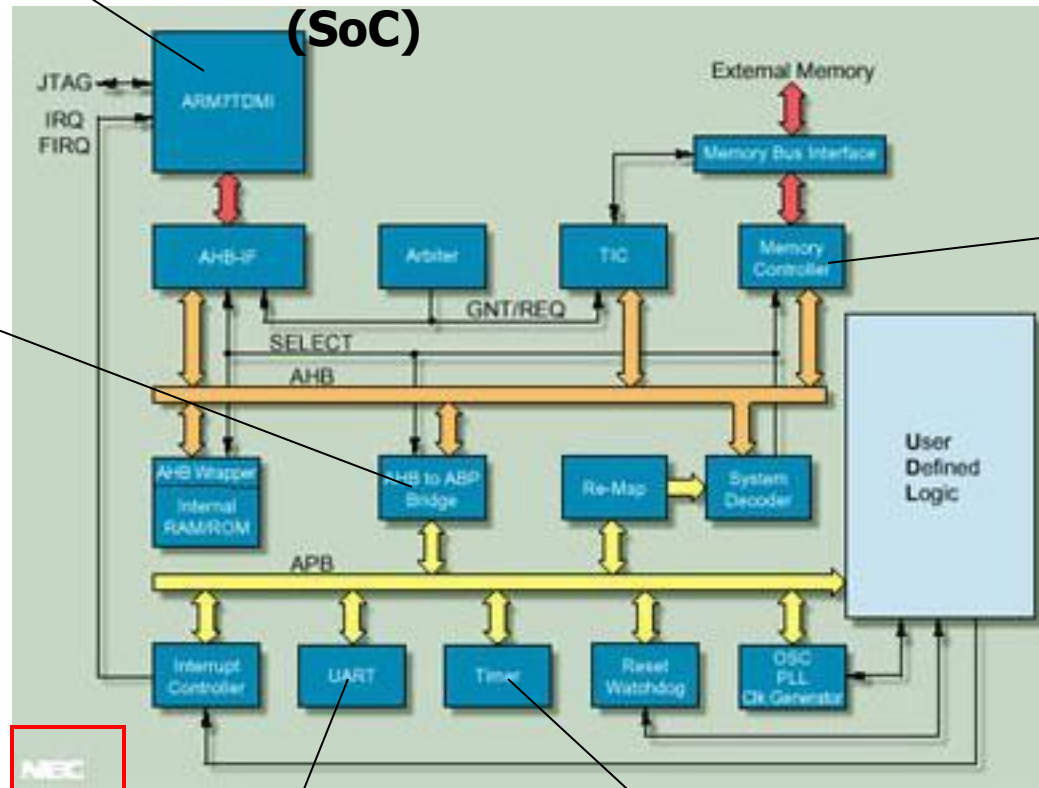 (SoC)
JTAG
IRQ
FIRQ
ARM7TDMI
External Memory
Memory Bus Interface
AHB-IF
Arbiter
TIC
Memory
Controller
GNT/REQ
SELECT
AHB
AHB Wrapper
Internal
RAM/ROM
AHB to ABP
Bridge
Re-Map
System
Decoder
User
Defined
Logic
APB
Interrupt
Controller
UART
Timer
Reset
Watchdog
OSC
PLL
Clk Generator
NEC